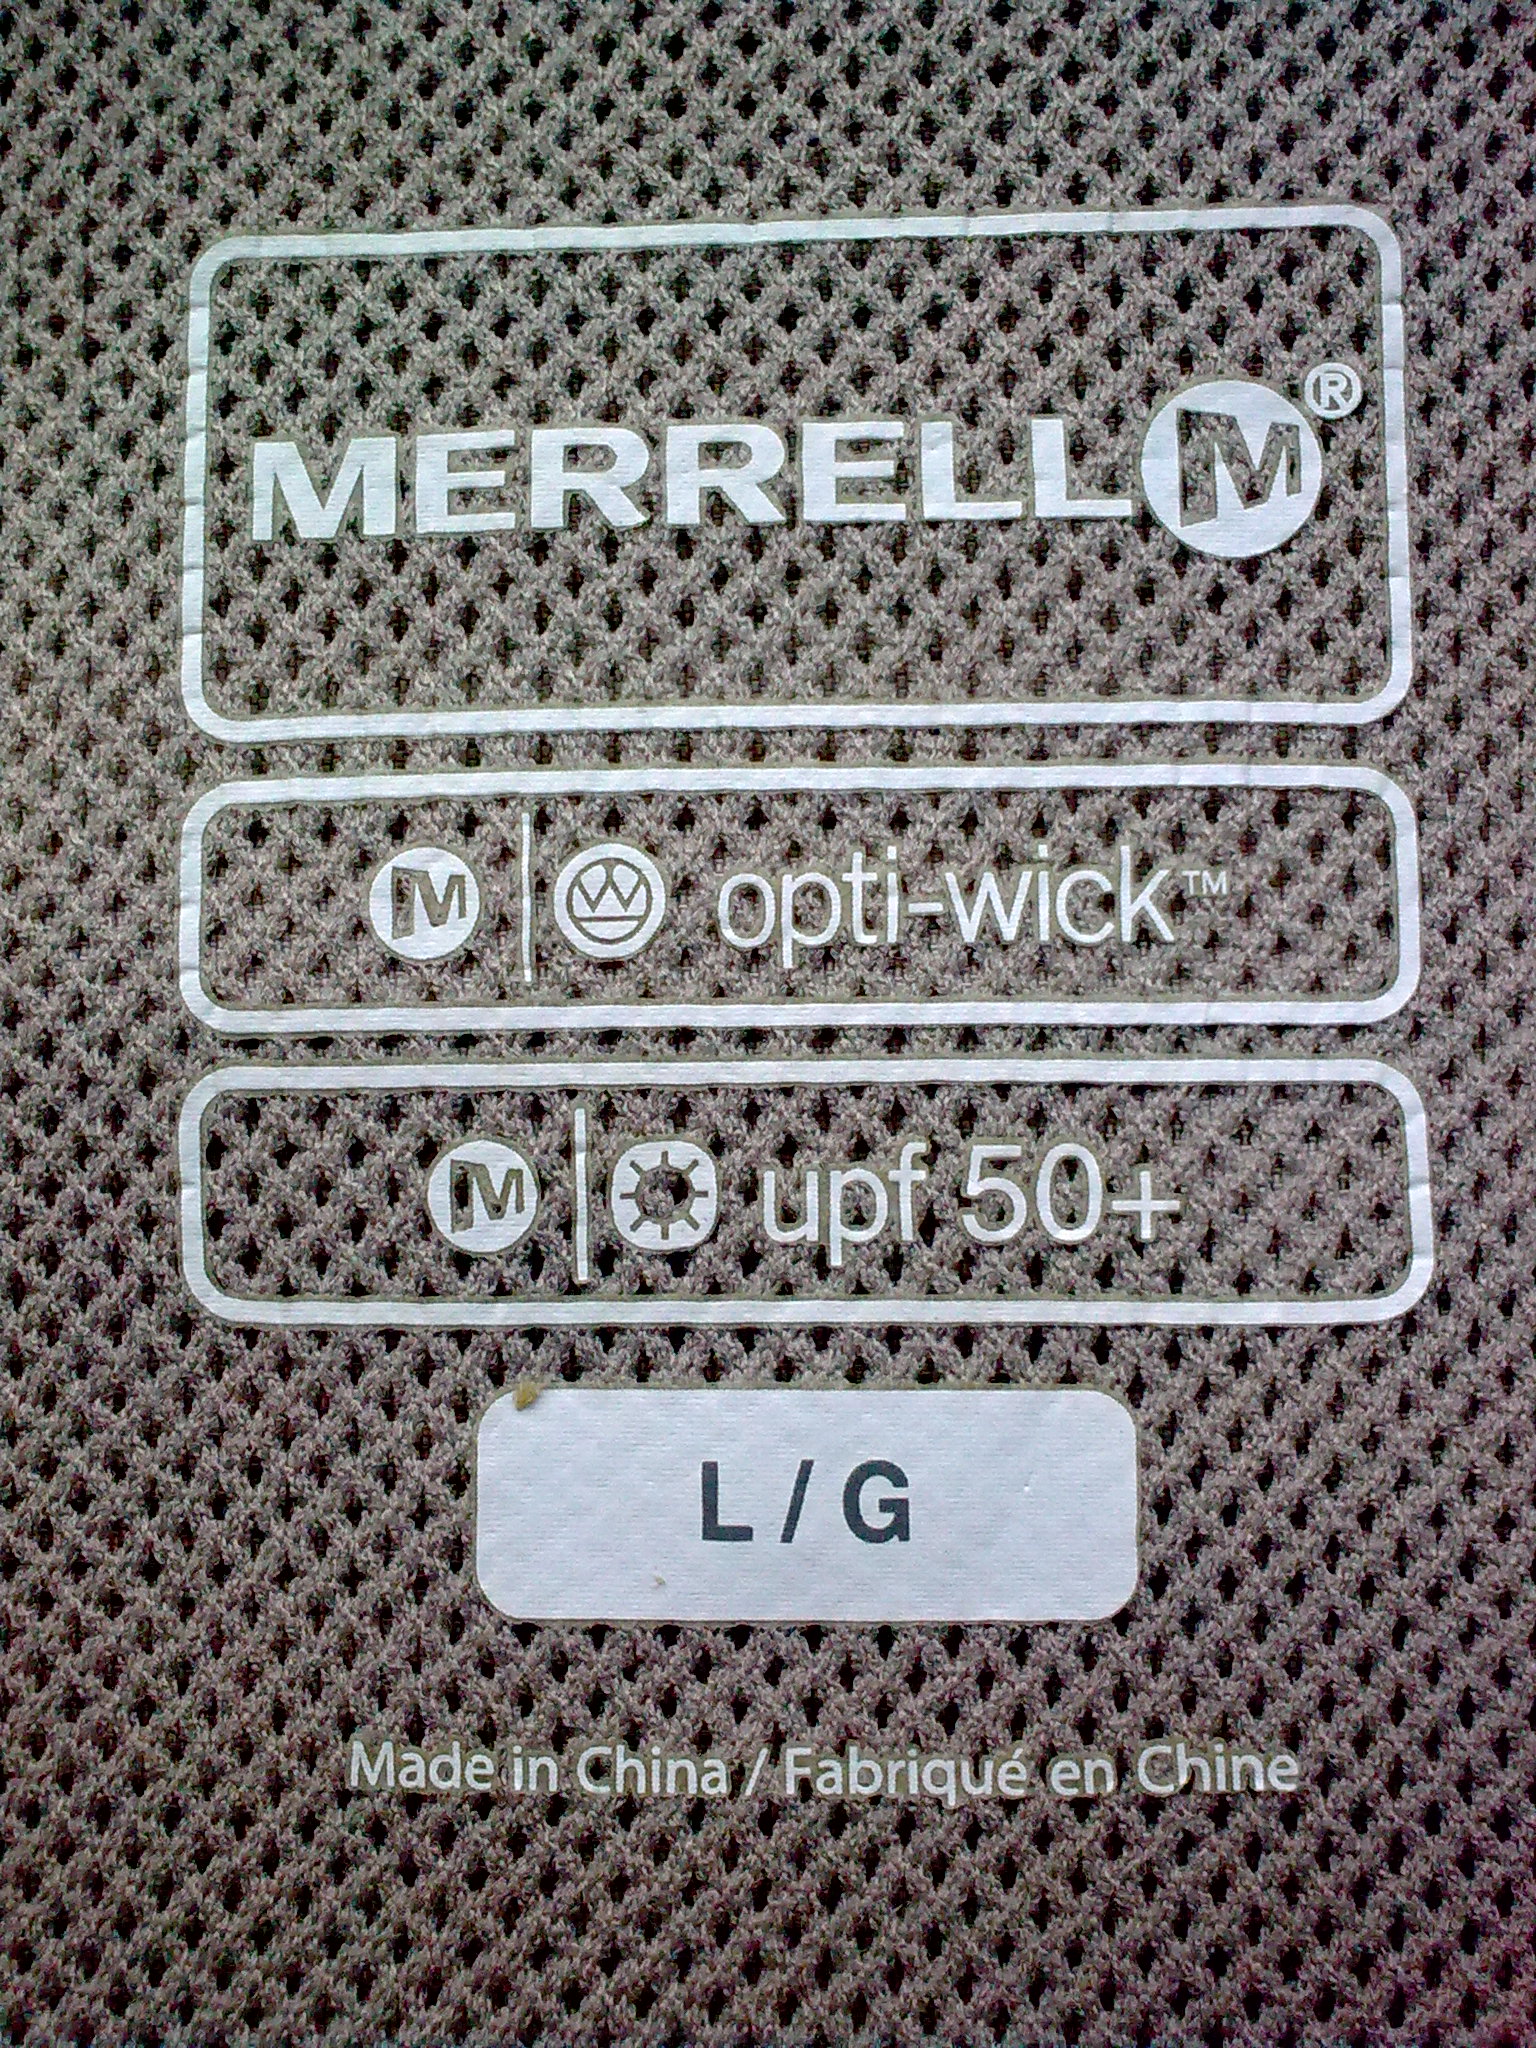 MERRELL M®
M opti-wick™
M upf 50+
L / G
Made in China / Fabriqué en Chine